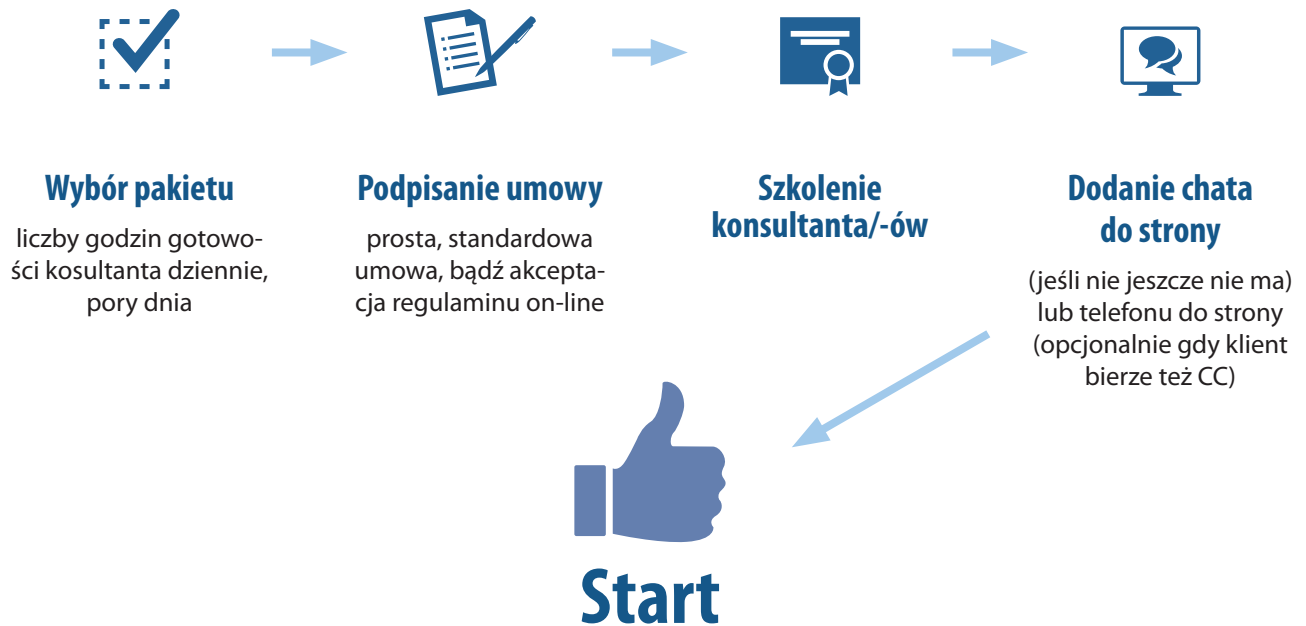 Wybór pakietu
liczby godzin gotowo-
ści kosultanta dziennie,
pory dnia
Podpisanie umowy
prosta, standardowa
umowa, bądź akcepta-
cja regulaminu on-line
Szkolenie
konsultanta/-ów
Dodanie chata
do strony
(jeśli nie jeszcze nie ma)
lub telefonu do strony
(opcjonalnie gdy klient
bierze też CC)
Start